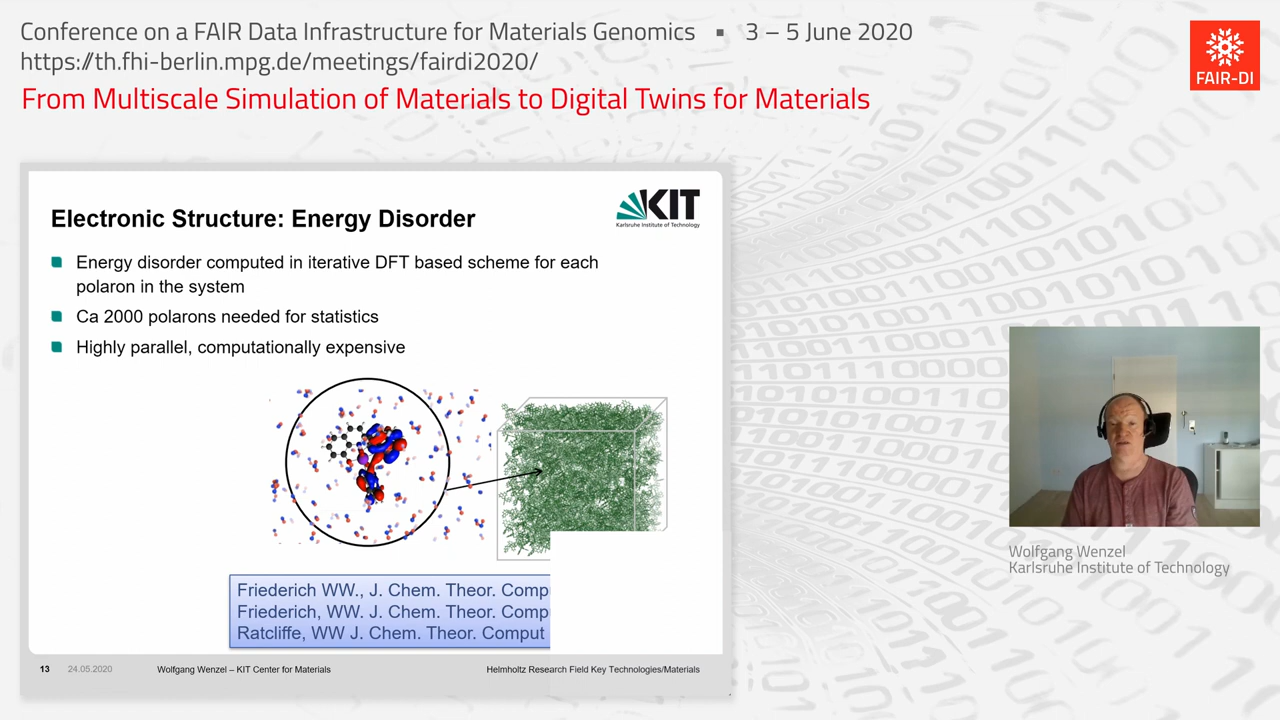 Conference on a FAIR Data Infrastructure for Materials Genomics ▪ 3 – 5 June 2020
https://th.fhi-berlin.mpg.de/meetings/fairdi2020/
From Multiscale Simulation of Materials to Digital Twins for Materials
FAIR-DI
KIT
Karlsruhe Institute of Technology
Electronic Structure: Energy Disorder
Energy disorder computed in iterative DFT based scheme for each
polaron in the system
Ca 2000 polarons needed for statistics
Highly parallel, computationally expensive
Friederich WW., J. Chem. Theor. Comp
Friederich, WW. J. Chem. Theor. Comp
Ratcliffe, WW J. Chem. Theor. Comput
13 24.05.2020 Wolfgang Wenzel – KIT Center for Materials Helmholtz Research Field Key Technologies/Materials
Wolfgang Wenzel
Karlsruhe Institute of Technology